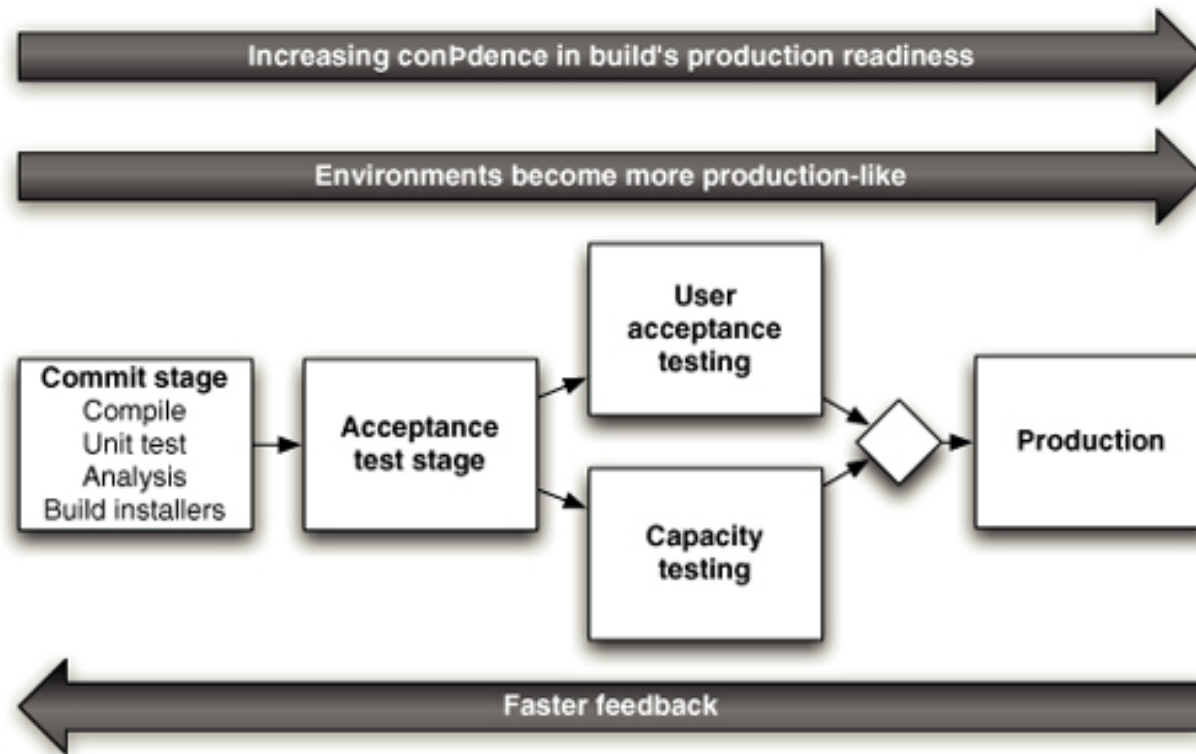 Increasing conÞdence in build's production readiness
Environments become more production-like
User
acceptance
testing
Commit stage
Compile
Unit test
Analysis
Build installers
Acceptance
test stage
Capacity
testing
Production
Faster feedback